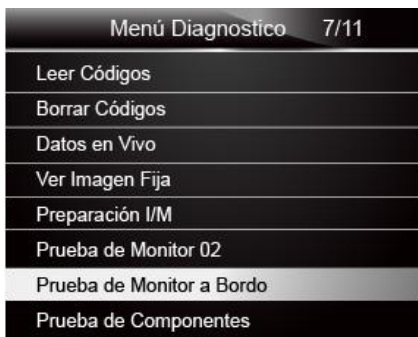 Menú Diagnostico 7/11
Leer Códigos
Borrar Códigos
Datos en Vivo
Ver Imagen Fija
Preparación I/M
Prueba de Monitor 02
Prueba de Monitor a Bordo
Prueba de Componentes